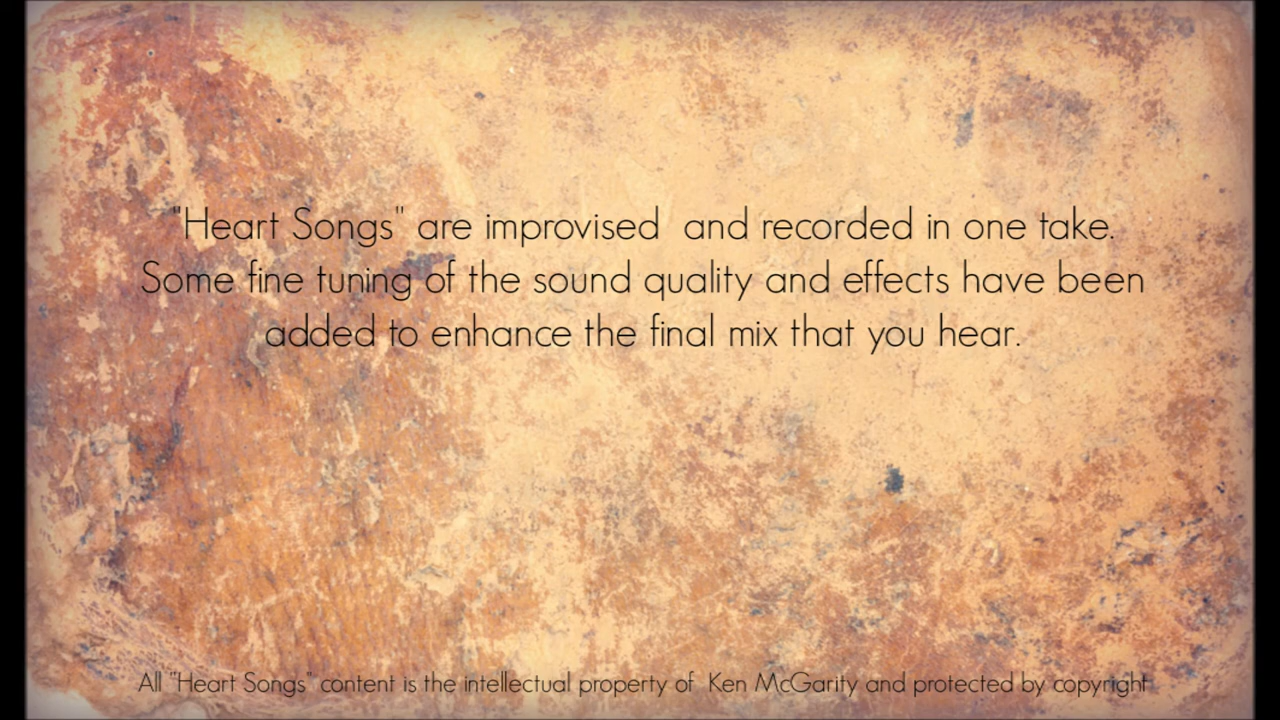 "Heart Songs" are improvised  and recorded in one take.
Some fine tuning of the sound quality and effects have been
added to enhance the final mix that you hear.
All "Heart Songs" content is the intellectual property of  Ken McGarity and protected by copyright